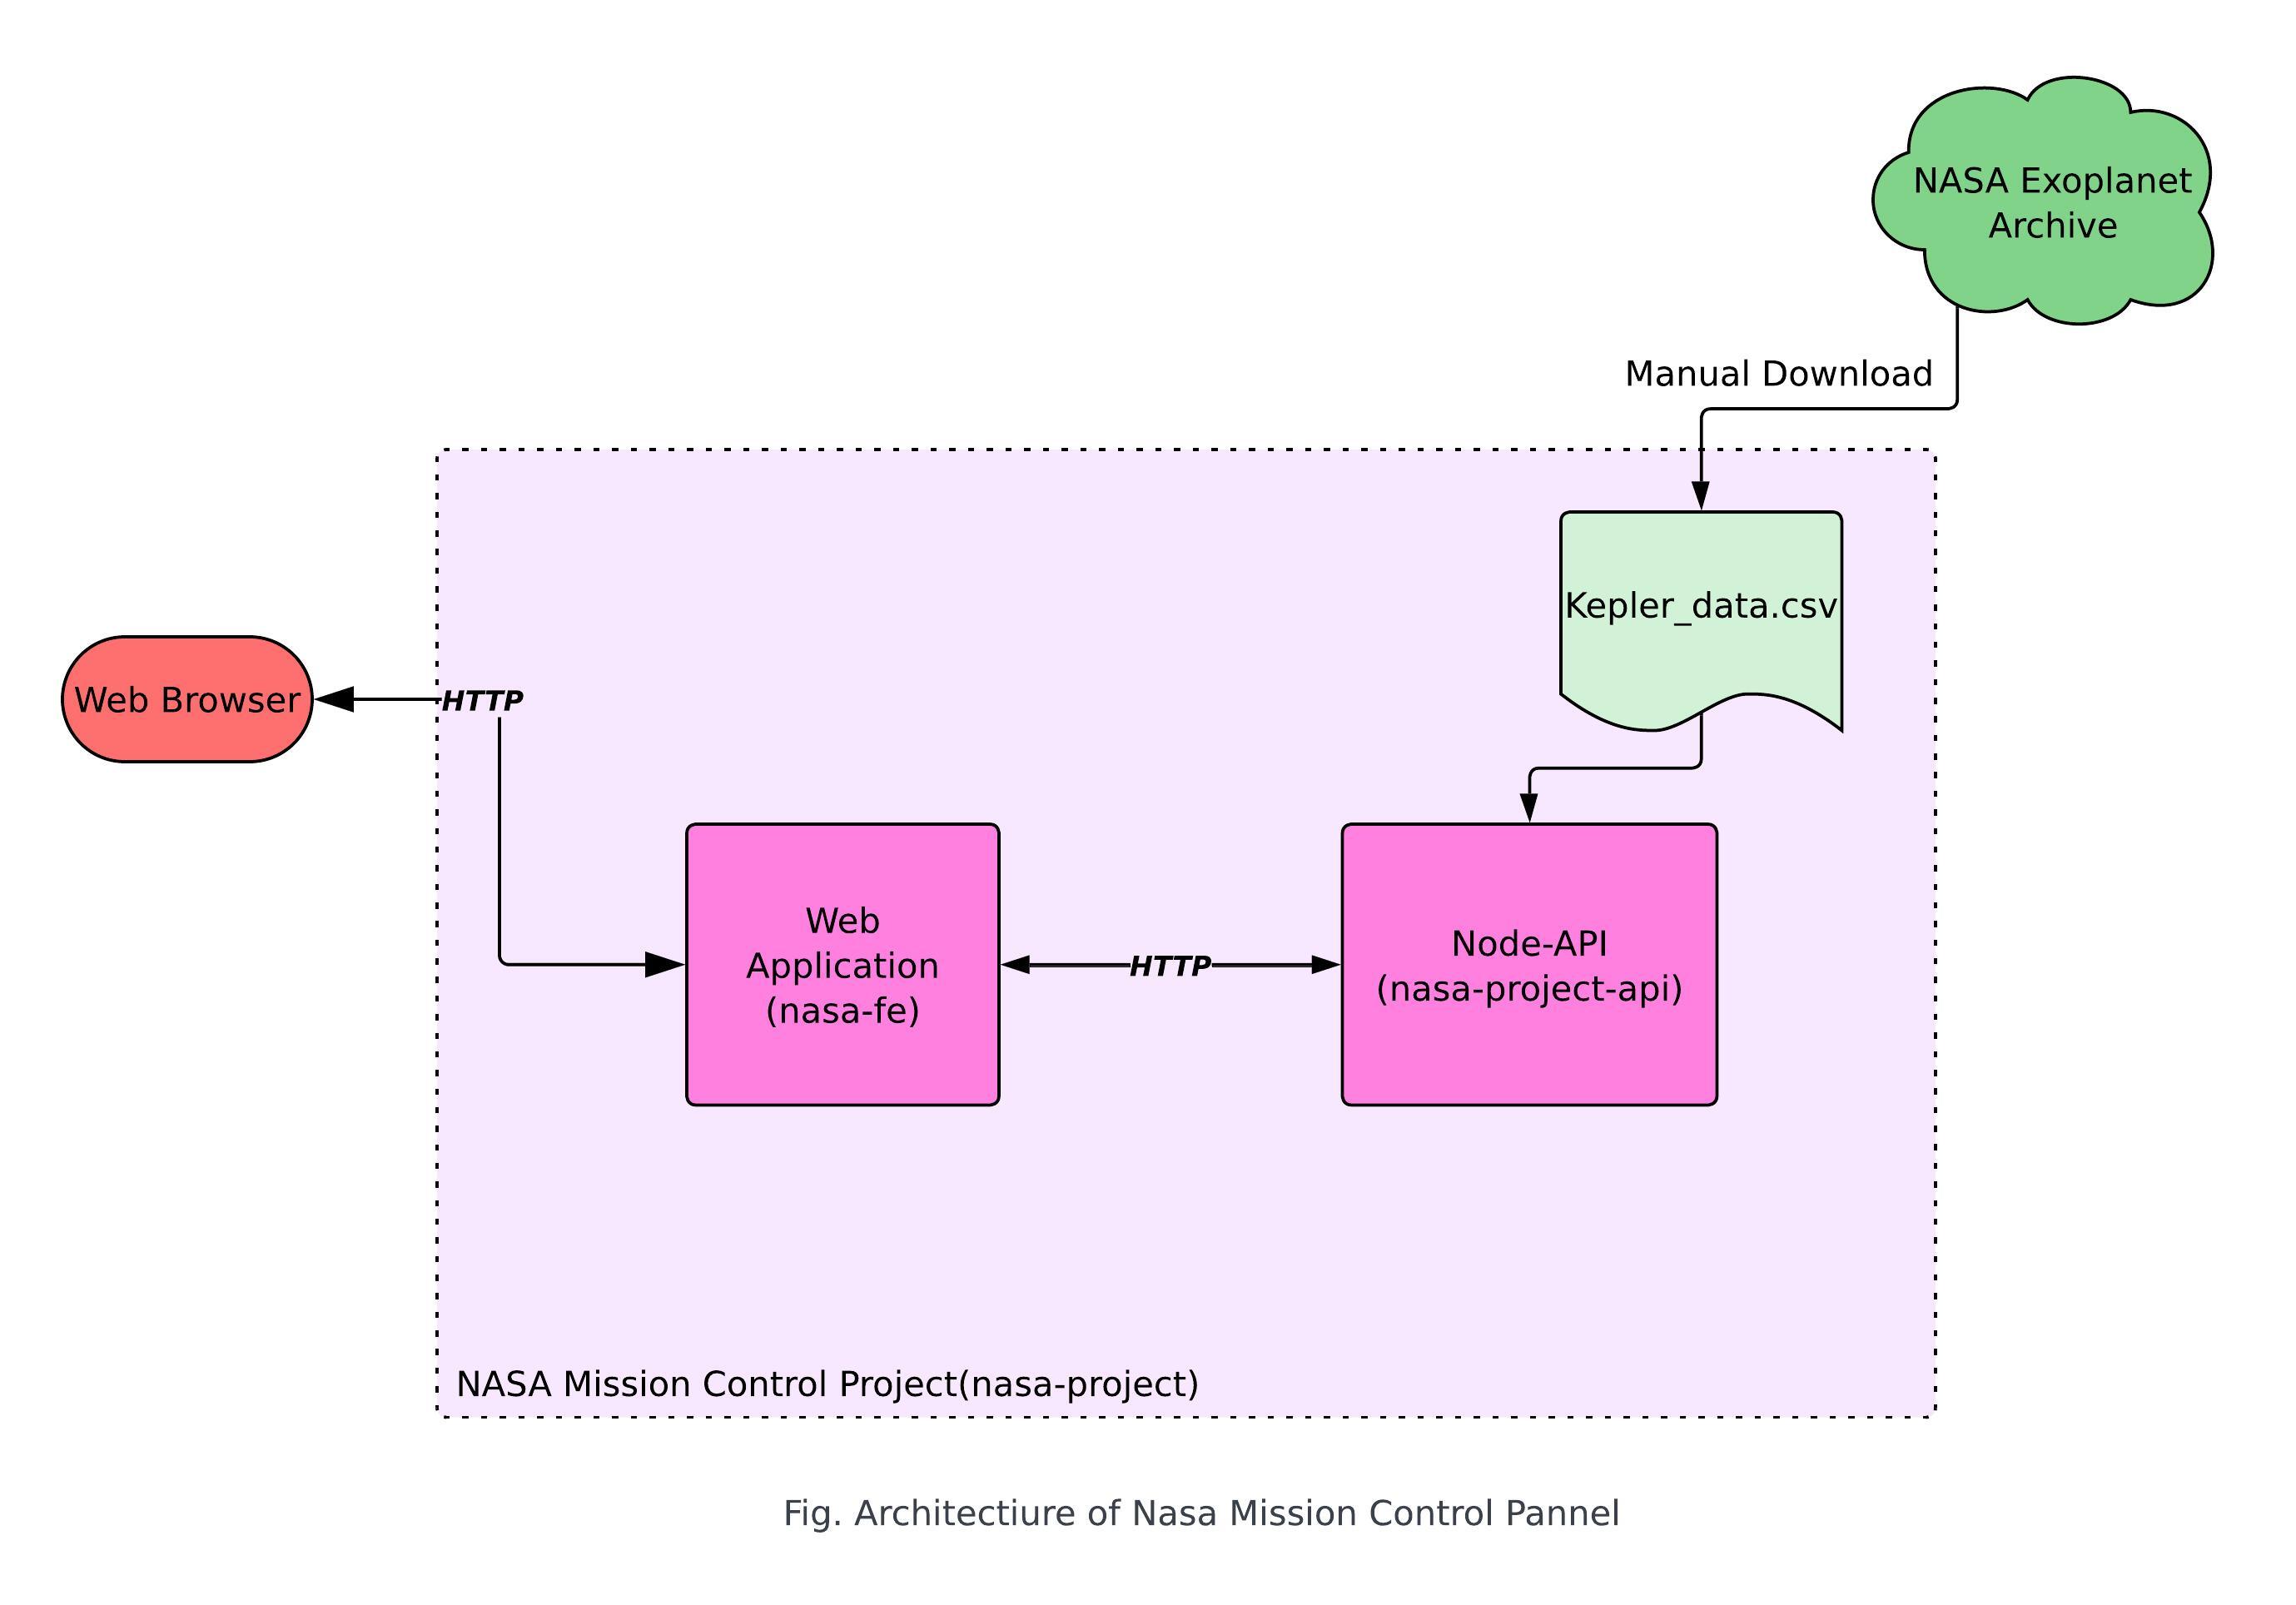 NASA Exoplanet
Archive
Manual Download
Kepler_data.csv
Web Browser
HTTP
Web
Application
(nasa-fe)
HTTP
Node-API
(nasa-project-api)
NASA Mission Control Project(nasa-project)
Fig. Architectiure of Nasa Mission Control Pannel